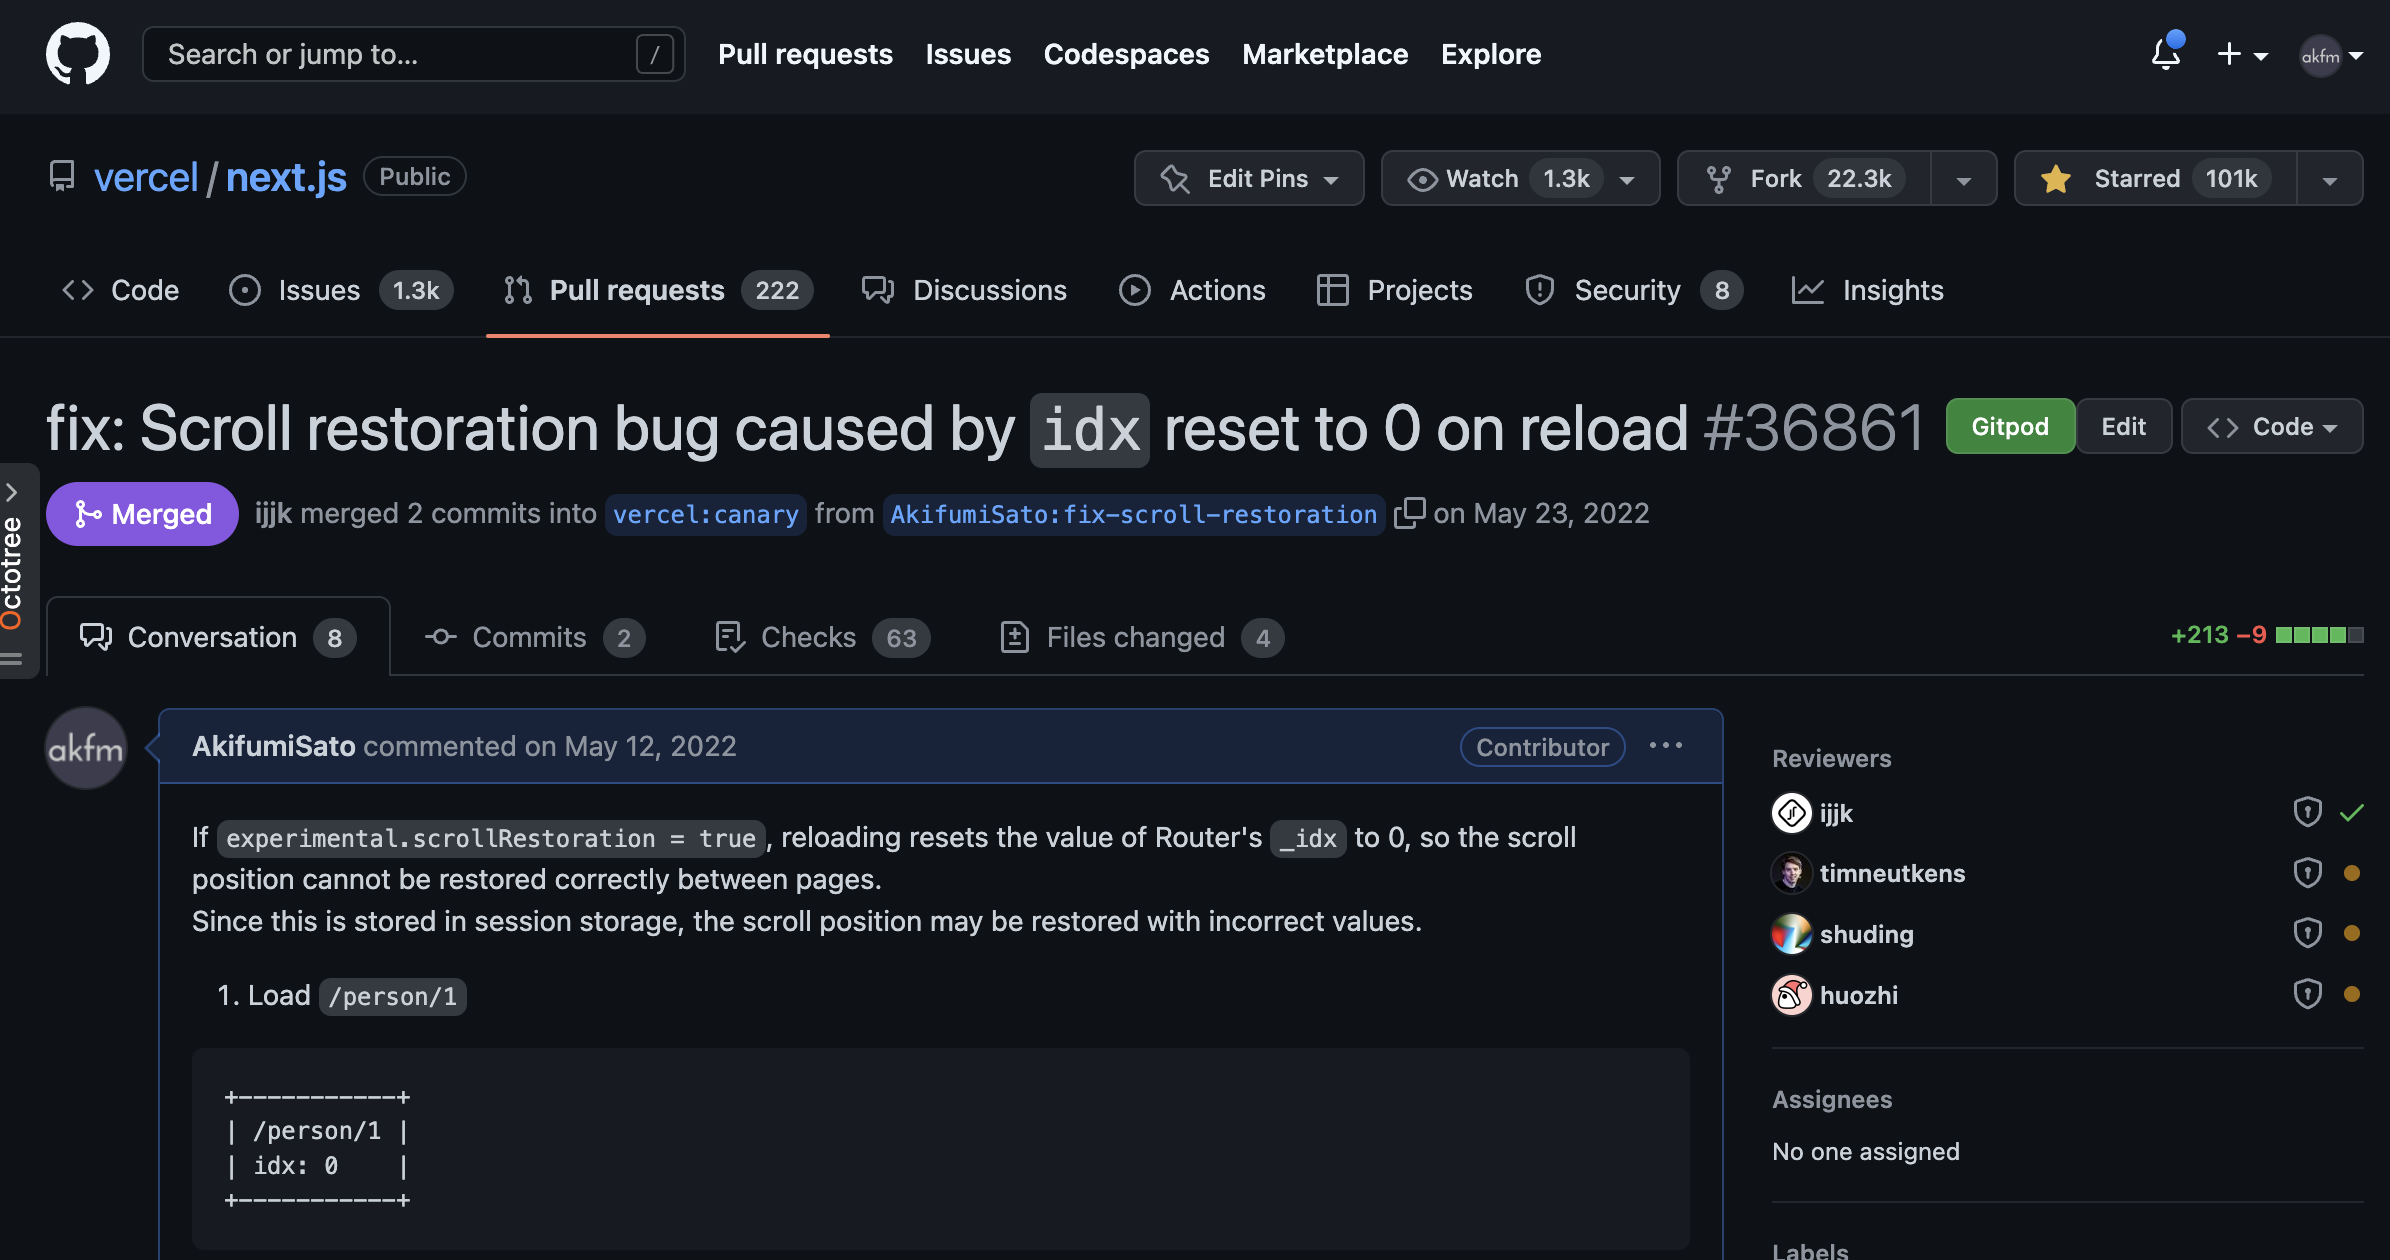 Search or jump to... / Pull requests Issues Codespaces Marketplace Explore akfm
vercel / next.js Public Edit Pins Watch 1.3k Fork 22.3k Starred 101k
Code Issues 1.3k Pull requests 222 Discussions Actions Projects Security 8 Insights
fix: Scroll restoration bug caused by idx reset to 0 on reload #36861 Gitpod Edit Code
Merged ijjk merged 2 commits into vercel:canary from AkifumiSato:fix-scroll-restoration on May 23, 2022
Octotree
Conversation 8 Commits 2 Checks 63 Files changed 4 +213 −9
akfm
AkifumiSato commented on May 12, 2022 Contributor ...
If experimental.scrollRestoration = true, reloading resets the value of Router's _idx to 0, so the scroll
position cannot be restored correctly between pages.
Since this is stored in session storage, the scroll position may be restored with incorrect values.
1. Load /person/1
+-----------+
| /person/1 |
| idx: 0    |
+-----------+
Reviewers
ijjk
timneutkens
shuding
huozhi
Assignees
No one assigned
Labels